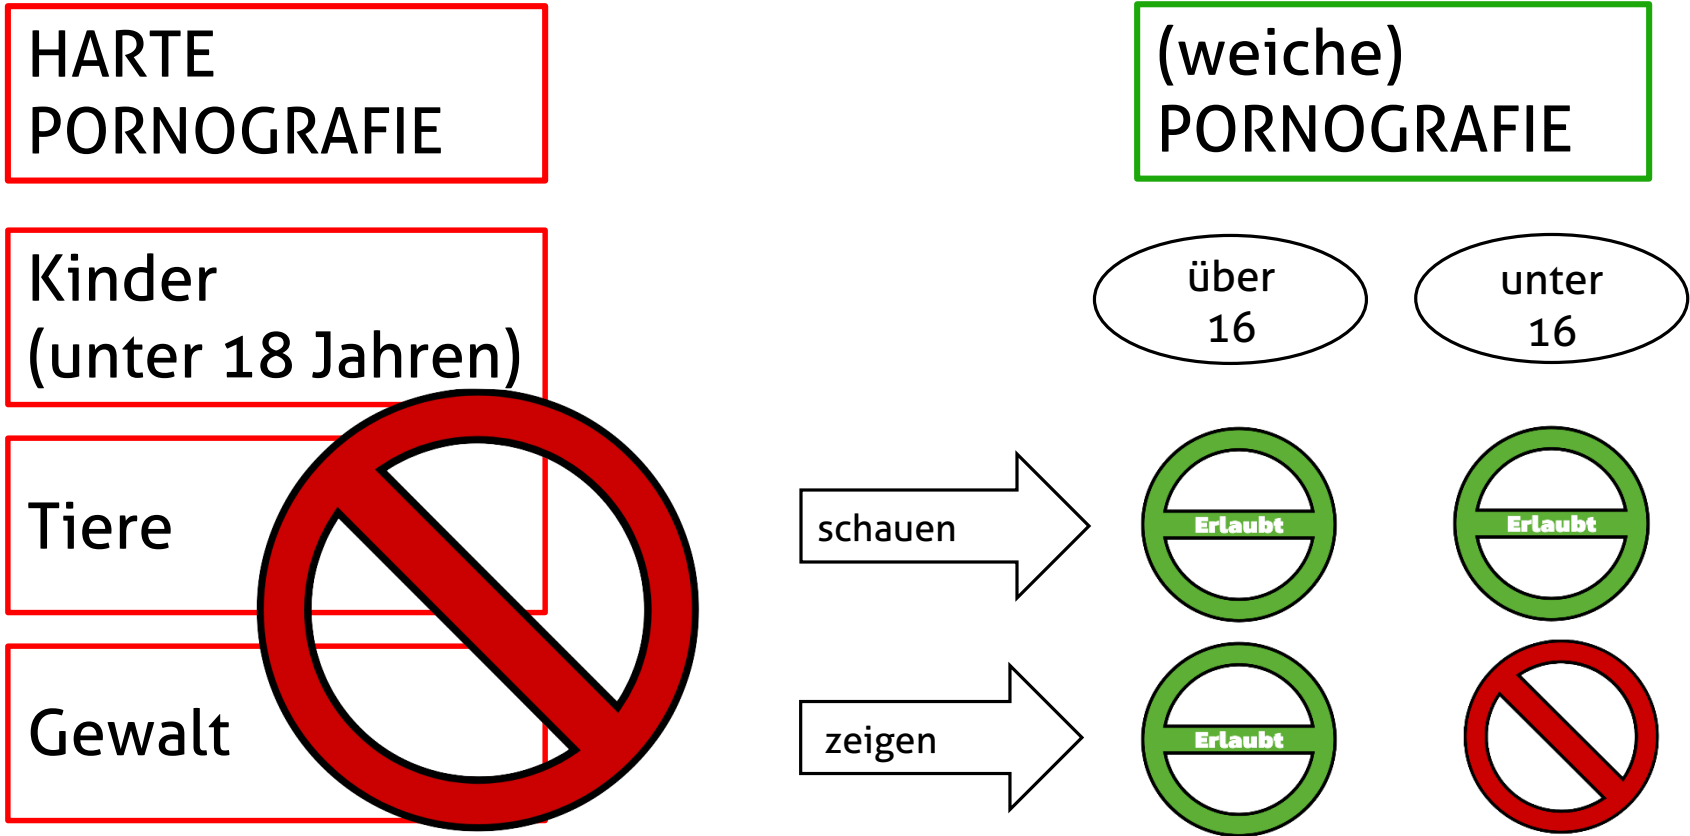 HARTE
PORNOGRAFIE
Kinder
(unter 18 Jahren)
Tiere
Gewalt
(weiche)
PORNOGRAFIE
über
16
unter
16
schauen
Erlaubt
Erlaubt
zeigen
Erlaubt